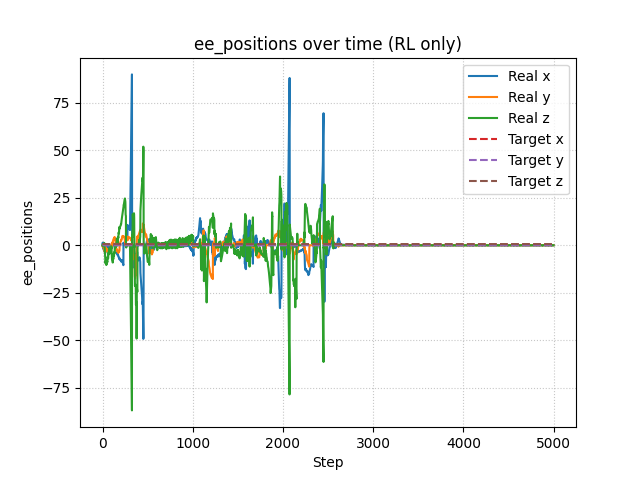 ee_positions over time (RL only)
ee_positions
75
50
25
0
−25
−50
−75
0 1000 2000 3000 4000 5000
Step
Real x
Real y
Real z
Target x
Target y
Target z